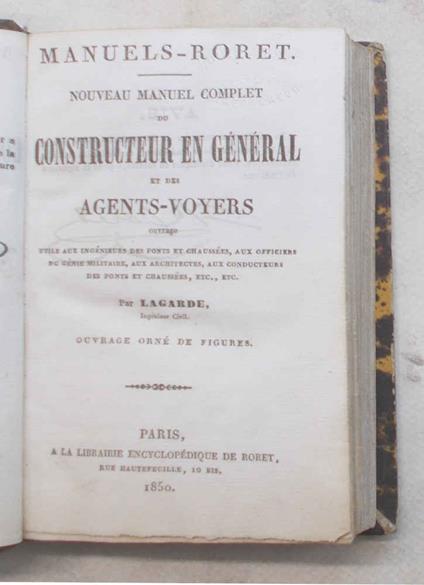 MANUELS-RORET.
NOUVEAU MANUEL COMPLET
DU
CONSTRUCTEUR EN GÉNÉRAL
ET DES
AGENTS-VOYERS
OUVRAGE
UTILE AUX INGÉNIEURS DES PONTS ET CHAUSSÉES, AUX OFFICIERS
DU GÉNIE MILITAIRE, AUX ARCHITECTES, AUX CONDUCTEURS
DES PONTS ET CHAUSSÉES, ETC., ETC.
Par LAGARDE,
Ingénieur Civil.
OUVRAGE ORNÉ DE FIGURES.
PARIS,
A LA LIBRAIRIE ENCYCLOPÉDIQUE DE RORET,
RUE HAUTEFEUILLE, 10 BIS.
1850.